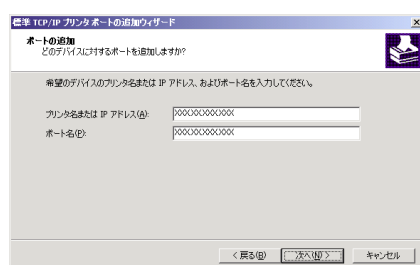 標準 TCP/IP プリンタ ポートの追加ウィザード
ポートの追加
どのデバイスに対するポートを追加しますか?
希望のデバイスのプリンタ名または IP アドレス、およびポート名を入力してください。
プリンタ名または IP アドレス(A): XXXXXXXXXXXX
ポート名(P): XXXXXXXXXXXX
< 戻る(B) 次へ(N) > キャンセル